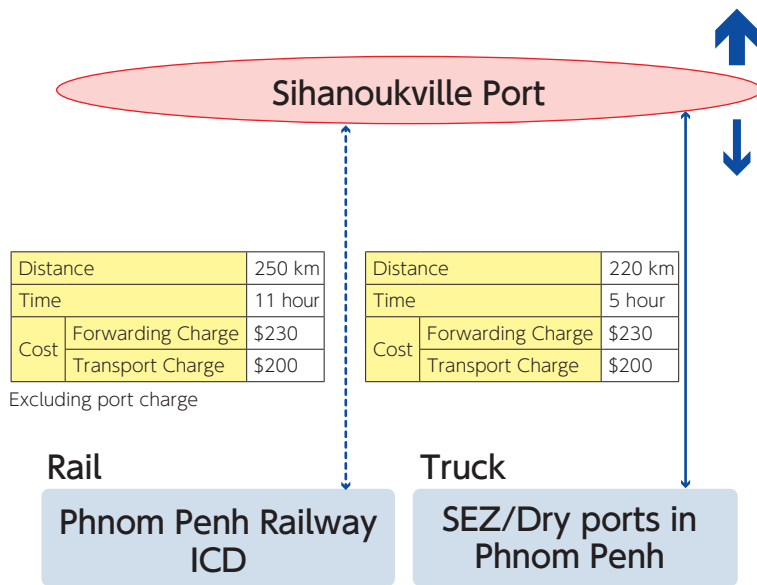 Sihanoukville Port
Distance 250 km
Time 11 hour
Cost Forwarding Charge $230
Transport Charge $200
Excluding port charge
Distance 220 km
Time 5 hour
Cost Forwarding Charge $230
Transport Charge $200
Rail
Phnom Penh Railway
ICD
Truck
SEZ/Dry ports in
Phnom Penh